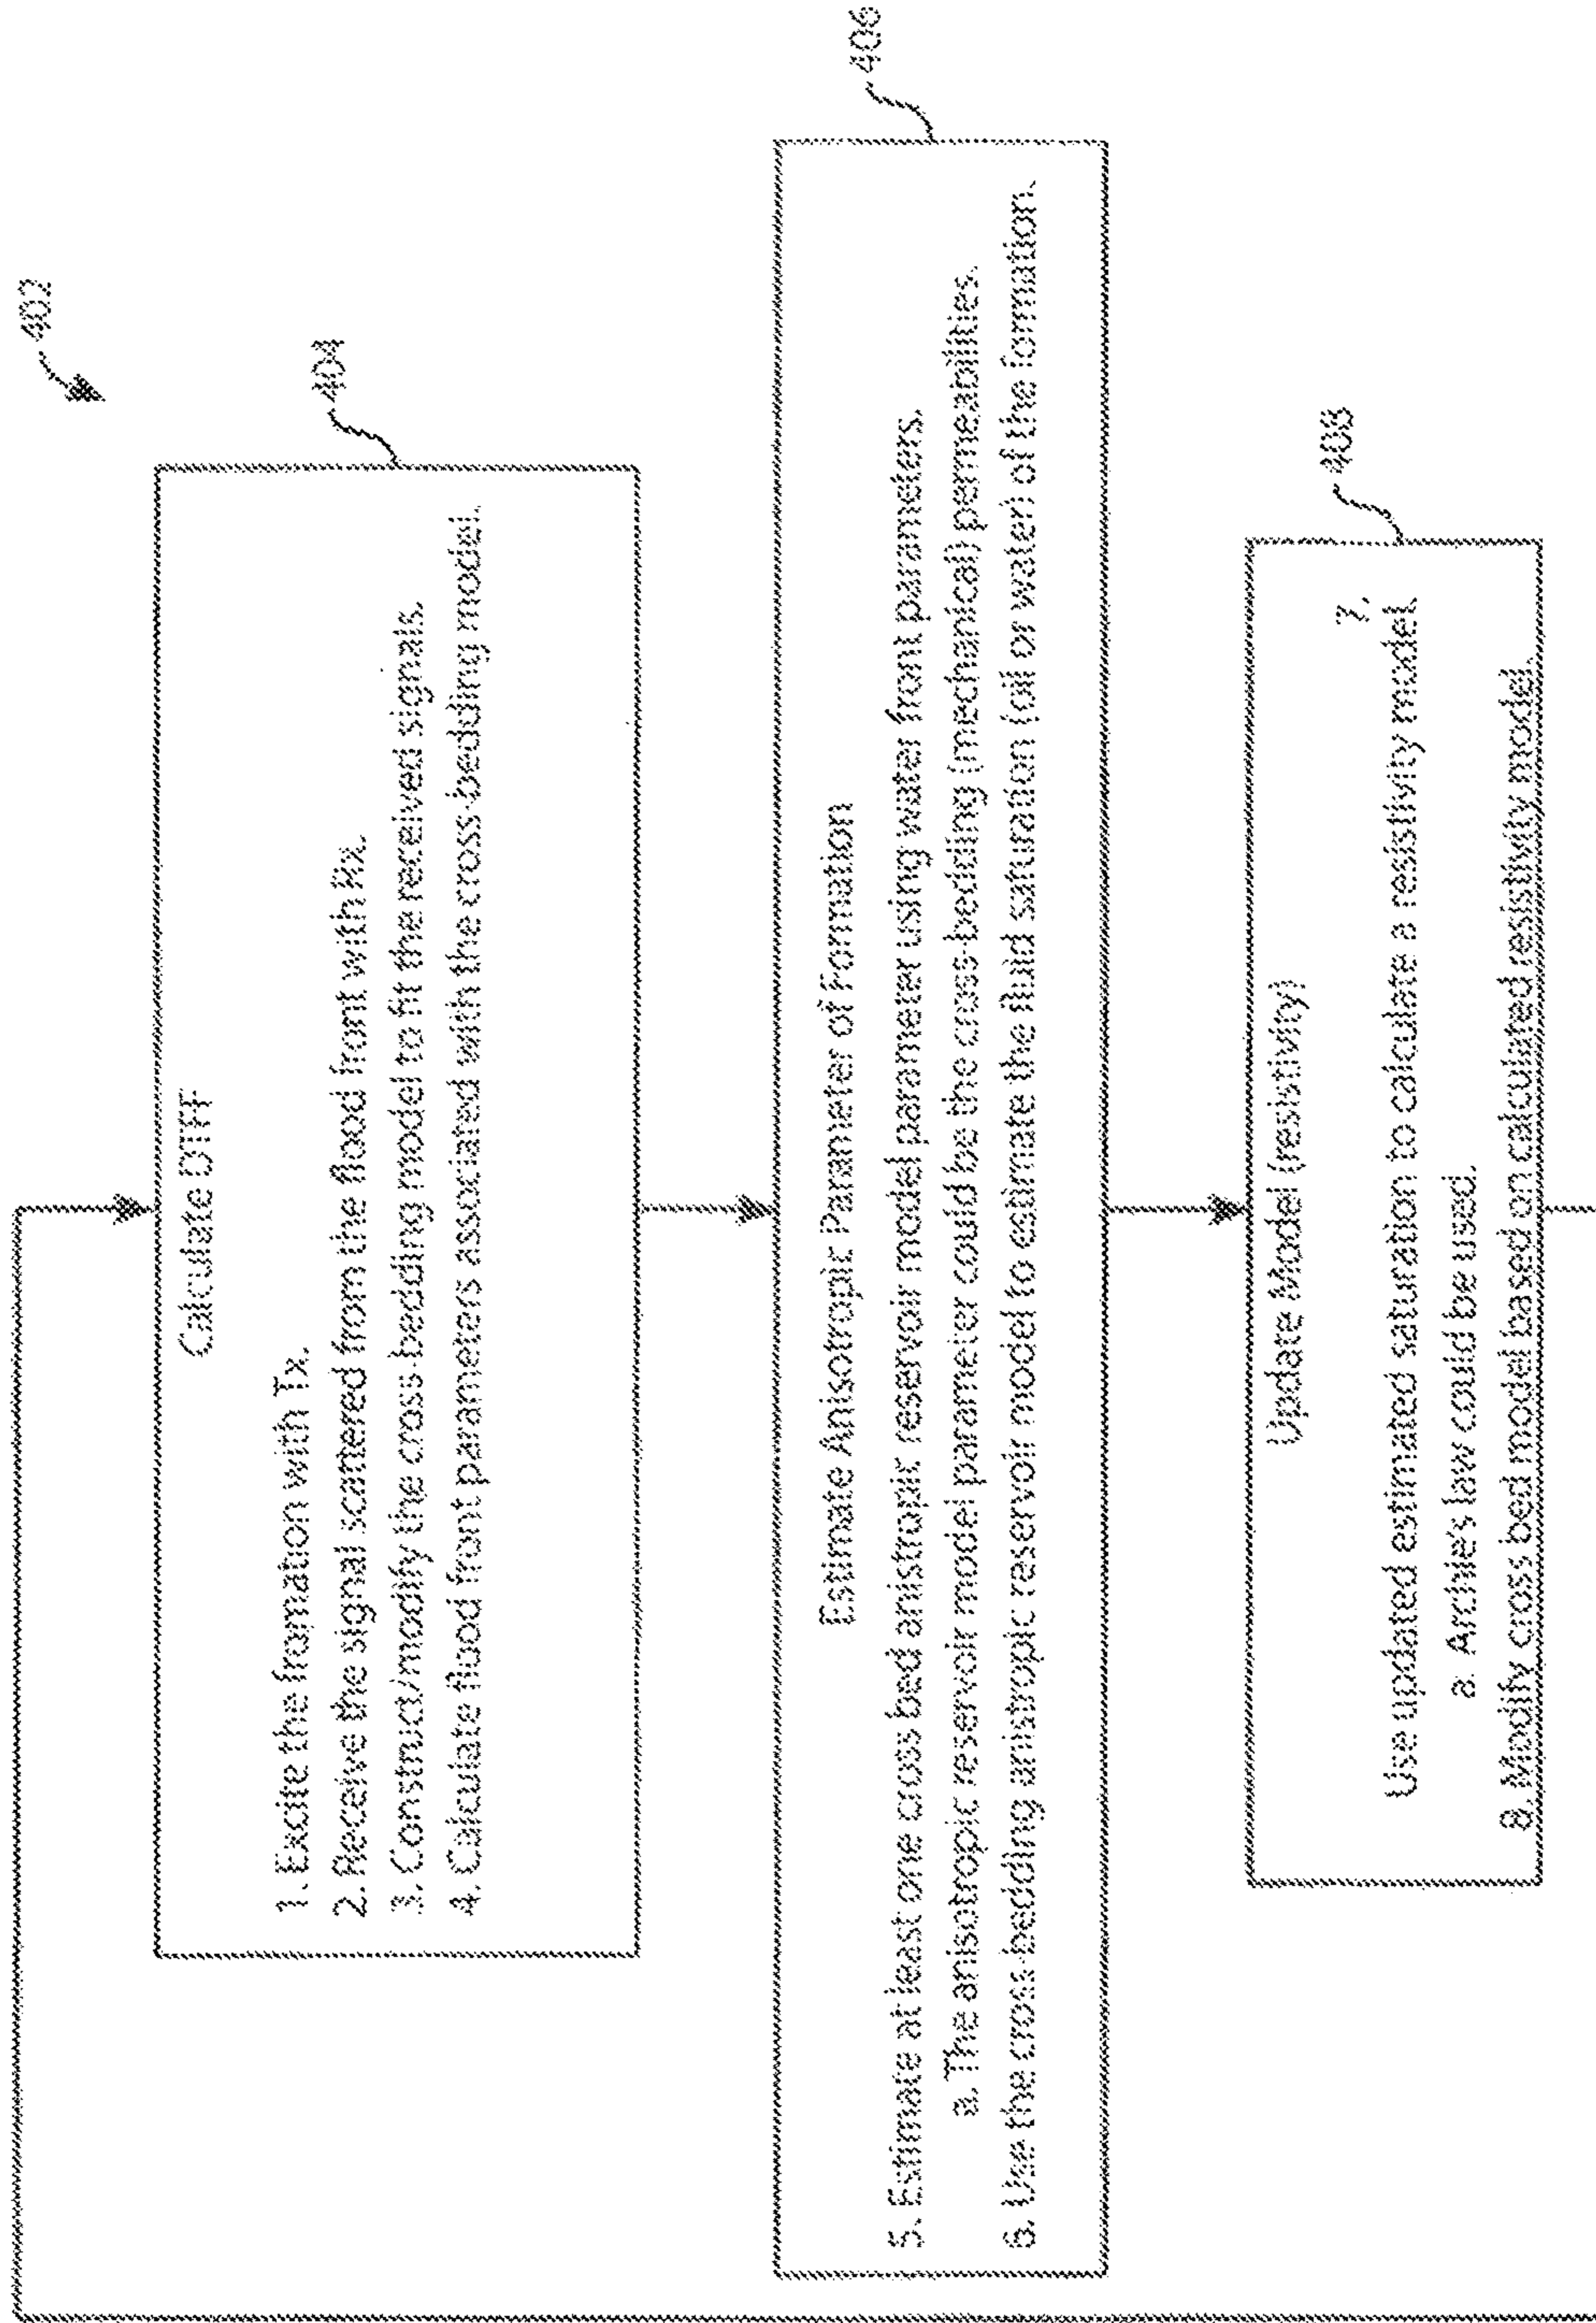 402
Calculate DTFF
1. Excite the fromation with Tx.
2. Receive the signal scattered from the flood front with Rx.
3. Construct/modify the cross-bedding model to fit the received signals.
4. Calculate flood front parameters associated with the cross-bedding model.
404
Estimate Anisotropic Parameter of Formation
5. Estimate at least one cross bed anistropic reservoir model parameter using water front parameters.
a. The anisotropic reservoir model parameter could be the cross-bedding (mechanical) permeabilities.
6. Use the cross-bedding anistropic reservoir model to estimate the fluid saturation (oil or water) of the formation.
406
Update Model (resistivity)
7.
Use updated estimated saturation to calculate a resistivity model.
a. Archie's law could be used.
8. Modify cross bed model based on calculated resistivity model.
408